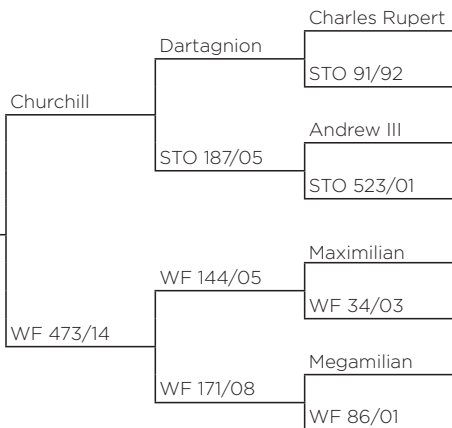 Charles Rupert
Dartagnion
STO 91/92
Churchill
Andrew III
STO 187/05
STO 523/01
Maximilian
WF 144/05
WF 34/03
WF 473/14
Megamilian
WF 171/08
WF 86/01